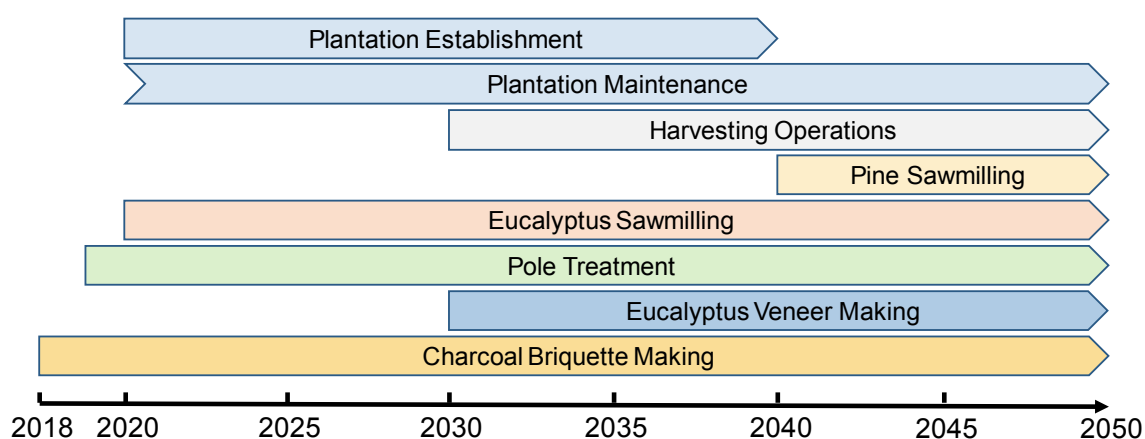 Plantation Establishment
Plantation Maintenance
Harvesting Operations
Pine Sawmilling
Eucalyptus Sawmilling
Pole Treatment
Eucalyptus Veneer Making
Charcoal Briquette Making
2018 2020 2025 2030 2035 2040 2045 2050